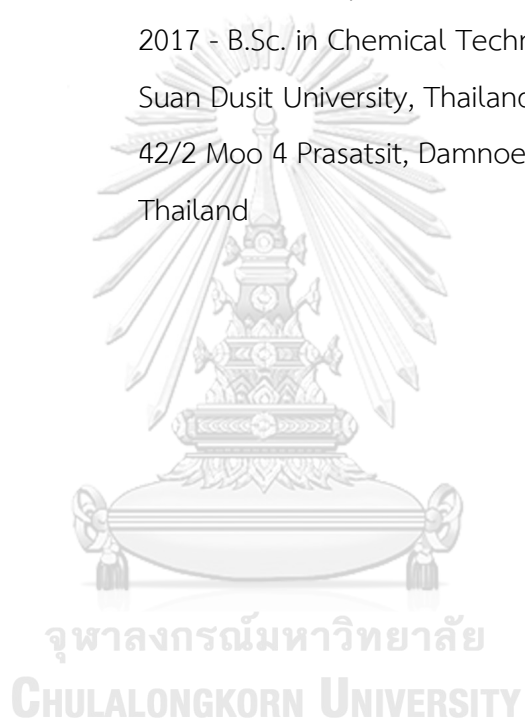 2017 - B.Sc. in Chemical Techn
Suan Dusit University, Thailand
42/2 Moo 4 Prasatsit, Damnoe
Thailand
จุฬาลงกรณ์มหาวิทยาลัย
CHULALONGKORN UNIVERSITY